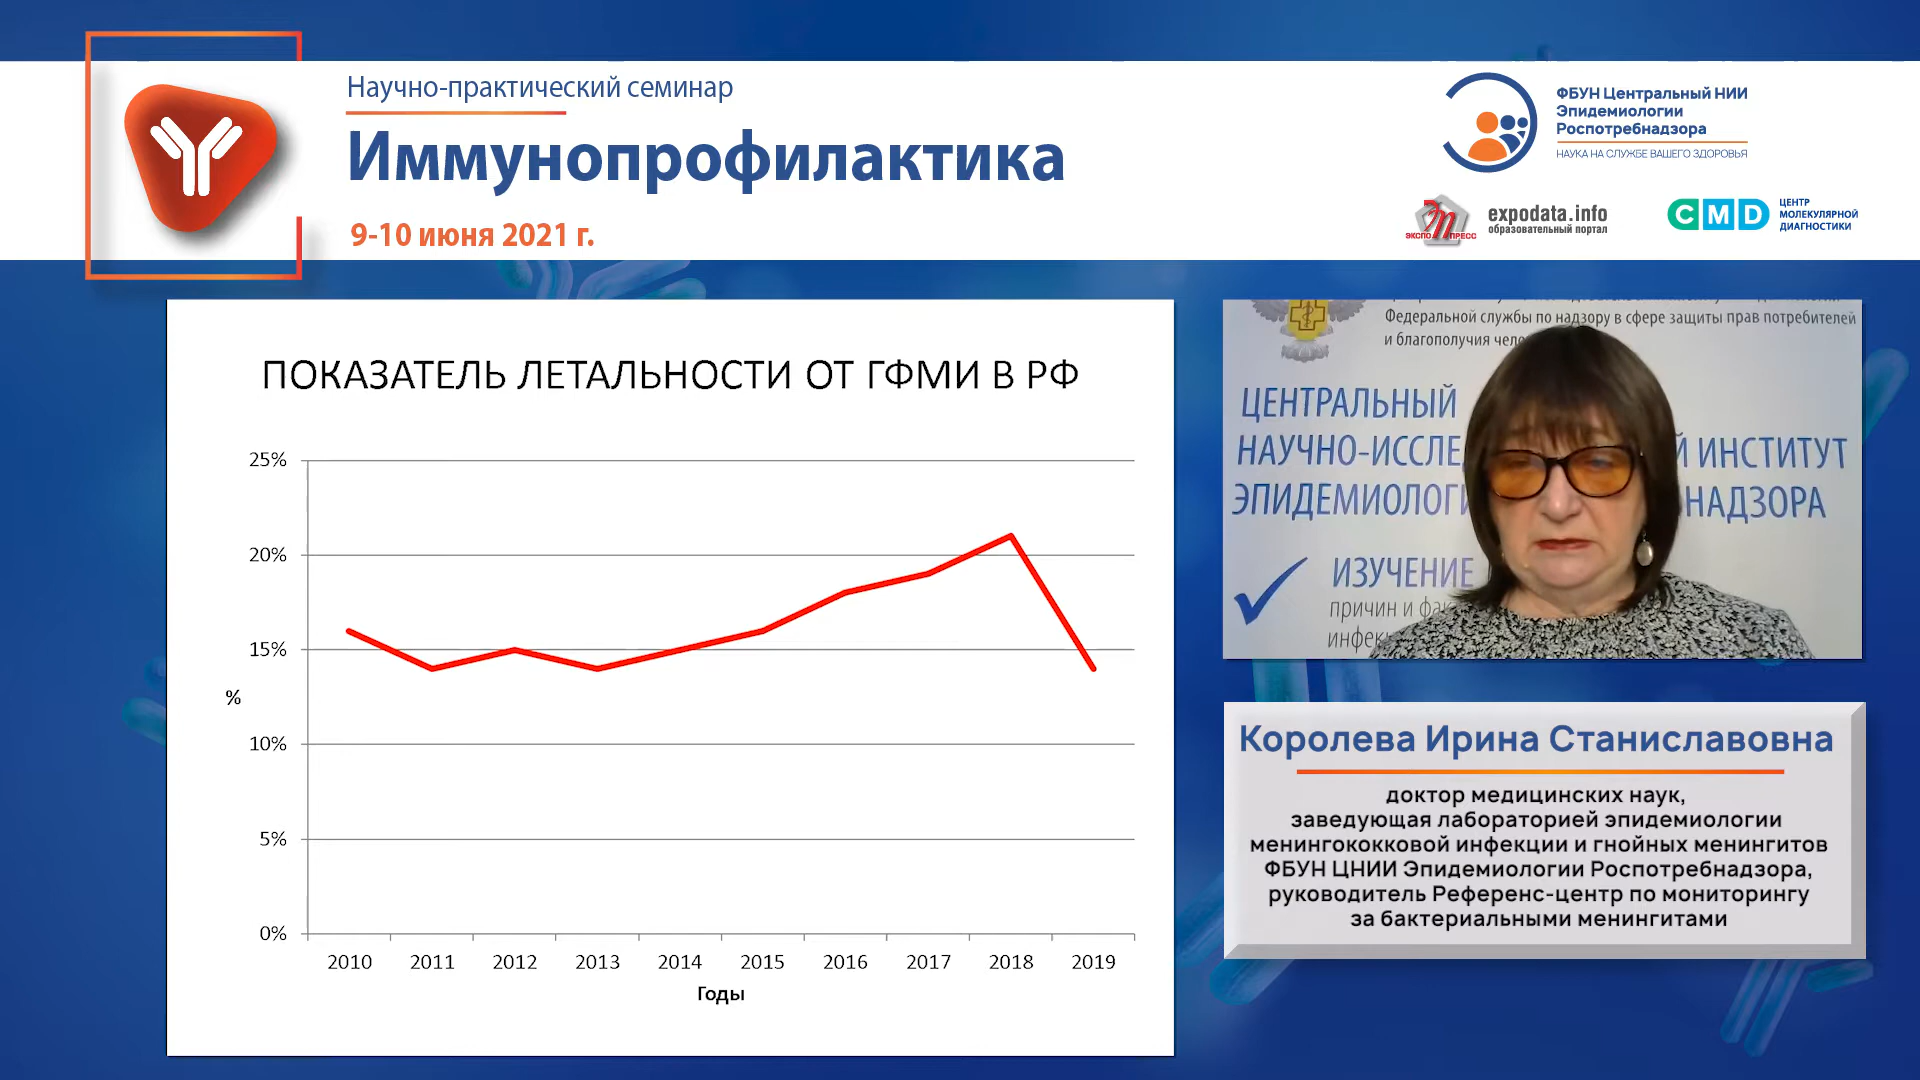 Научно-практический семинар
Иммунопрофилактика
9-10 июня 2021 г.
ФБУН Центральный НИИ
Эпидемиологии
Роспотребнадзора
НАУКА НА СЛУЖБЕ ВАШЕГО ЗДОРОВЬЯ
ЭКСПО ПРЕСС
expodata.info
образовательный портал
CMD
ЦЕНТР
МОЛЕКУЛЯРНОЙ
ДИАГНОСТИКИ
ПОКАЗАТЕЛЬ ЛЕТАЛЬНОСТИ ОТ ГФМИ В РФ
25%
20%
15%
%
10%
5%
0%
2010 2011 2012 2013 2014 2015 2016 2017 2018 2019
Годы
Федеральной службы по надзору в сфере защиты прав потребителей
и благополучия
ЦЕНТРАЛЬНЫЙ
НАУЧНО-ИССЛЕ Й ИНСТИТУТ
ЭПИДЕМИОЛОГИ НАДЗОРА
ИЗУЧЕНИЕ
причин и фак
инфек
Королева Ирина Станиславовна
доктор медицинских наук,
заведующая лабораторией эпидемиологии
менингококковой инфекции и гнойных менингитов
ФБУН ЦНИИ Эпидемиологии Роспотребнадзора,
руководитель Референс-центр по мониторингу
за бактериальными менингитами